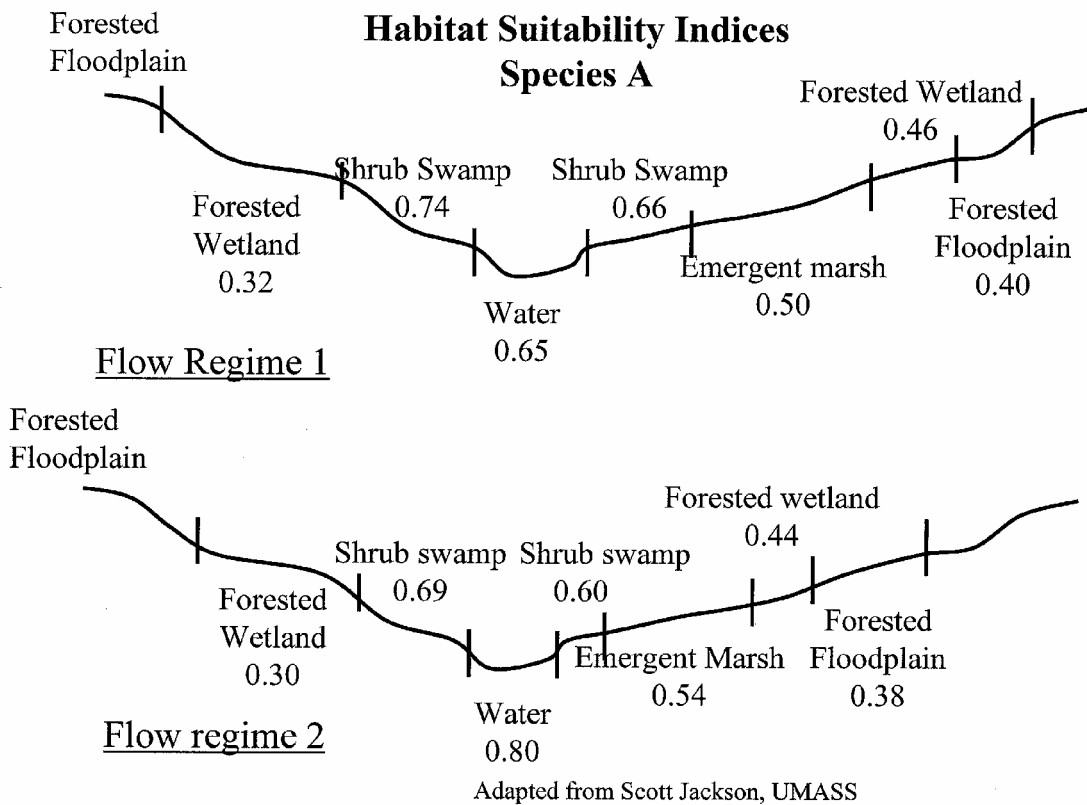 Habitat Suitability Indices
Species A
Forested
Floodplain
Forested Wetland
0.46
Shrub Swamp
0.74
Shrub Swamp
0.66
Forested
Wetland
0.32
Forested
Floodplain
0.40
Emergent marsh
0.50
Water
0.65
Flow Regime 1
Forested
Floodplain
Forested wetland
0.44
Shrub swamp
0.69
Shrub swamp
0.60
Forested
Wetland
0.30
Forested
Floodplain
0.38
Emergent Marsh
0.54
Water
0.80
Flow regime 2
Adapted from Scott Jackson, UMASS